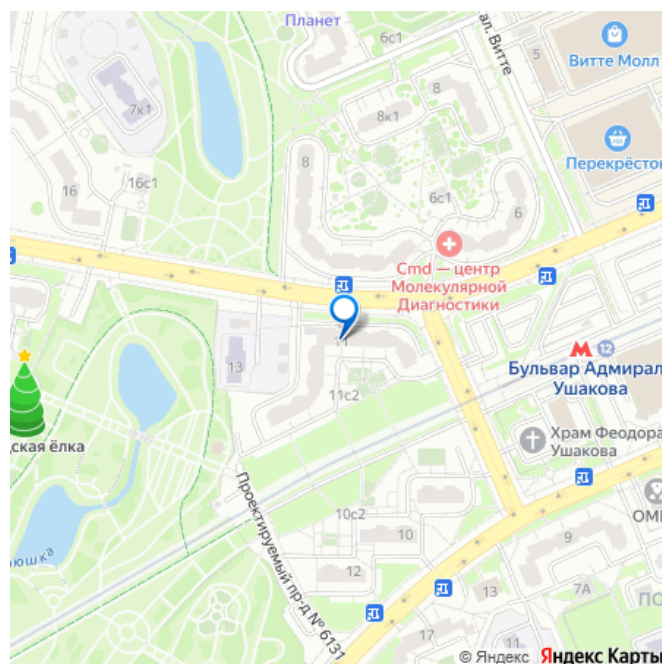 Планет
6с1
ал. Витте
5
Витте Молл
7к1
8
8к1
Перекрёсток
16
16с1
8
6с1
6
Cmd — центр
Молекулярной
Диагностики
13
12
Бульвар Адмирала
Ушакова
11с2
дская ёлка
Храм Феодора
Ушакова
Проектируемый пр-д № 6131
10с2
10
9
12
13
7А
17
11
© Яндекс Яндекс Карты